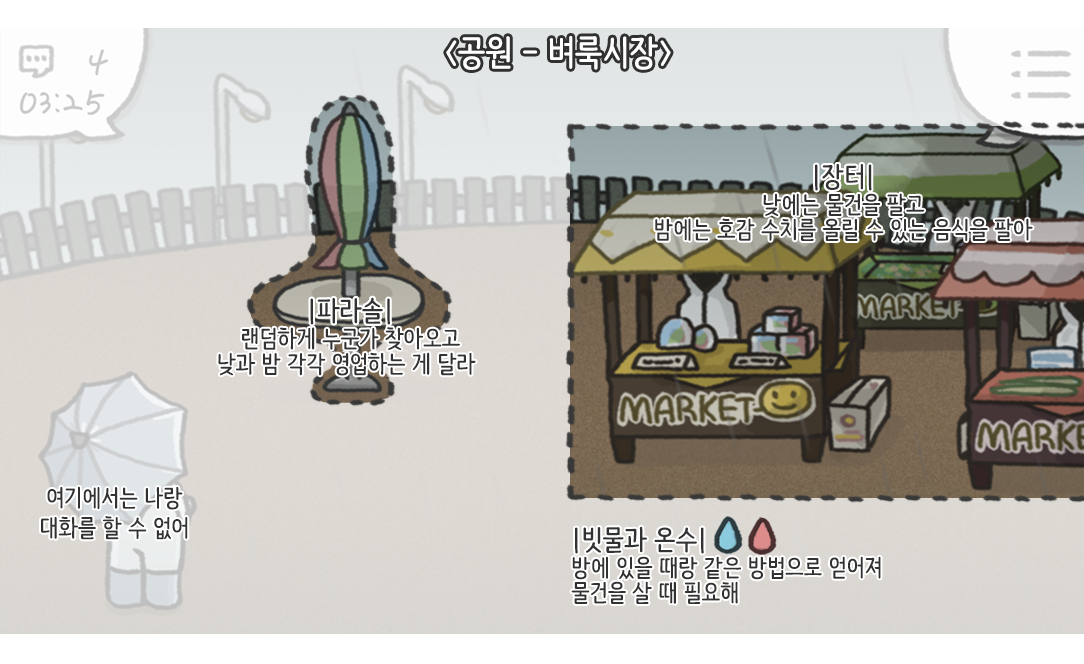 <공원 - 벼룩시장>
4
03:25
|장터|
낮에는 물건을 팔고
밤에는 호감 수치를 올릴 수 있는 음식을 팔아
|파라솔|
랜덤하게 누군가 찾아오고
낮과 밤 각각 영업하는 게 달라
MARKET
MARKET
MARKE
여기에서는 나랑
대화를 할 수 없어
|빗물과 온수|
방에 있을 때랑 같은 방법으로 얻어져
물건을 살 때 필요해